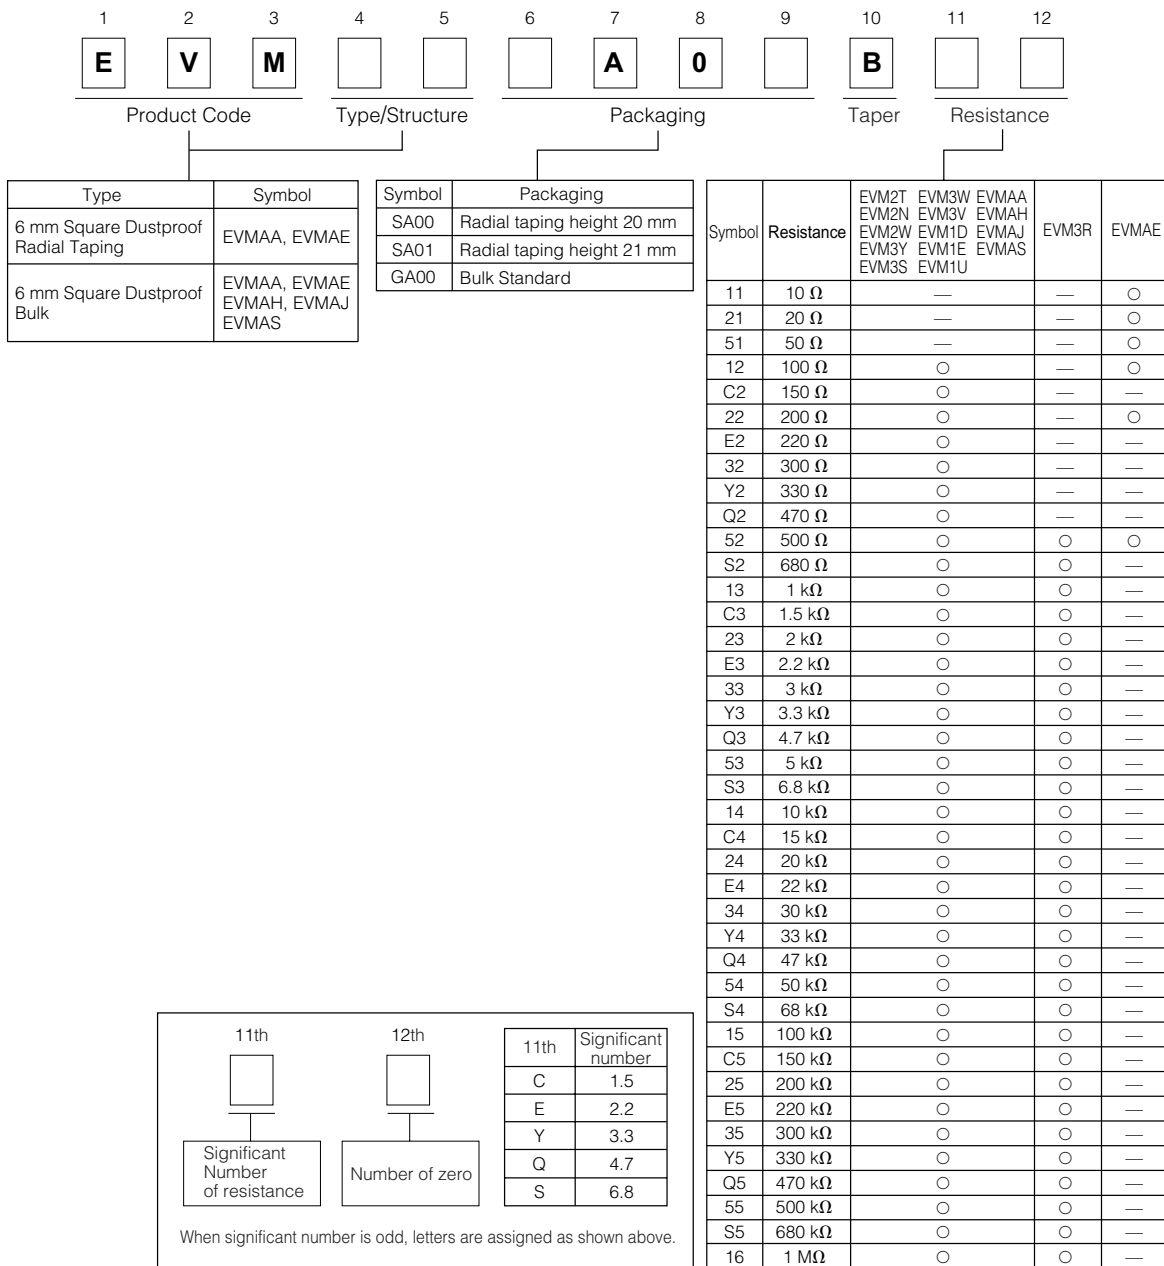 1 2 3 4 5 6 7 8 9 10 11 12
E V M A 0 B
Product Code Type/Structure Packaging Taper Resistance
Type Symbol
6 mm Square Dustproof
Radial Taping
EVMAA, EVMAE
6 mm Square Dustproof
Bulk
EVMAA, EVMAE
EVMAH, EVMAJ
EVMAS
Symbol Packaging
SA00 Radial taping height 20 mm
SA01 Radial taping height 21 mm
GA00 Bulk Standard
Symbol Resistance
EVM2T EVM3W EVMAA
EVM2N EVM3V EVMAH
EVM2W EVM1D EVMAJ
EVM3Y EVM1E EVMAS
EVM3S EVM1U
EVM3R EVMAE
11 10 Ω — — ○
21 20 Ω — — ○
51 50 Ω — — ○
12 100 Ω ○ — ○
C2 150 Ω ○ — —
22 200 Ω ○ — ○
E2 220 Ω ○ — —
32 300 Ω ○ — —
Y2 330 Ω ○ — —
Q2 470 Ω ○ — —
52 500 Ω ○ ○ ○
S2 680 Ω ○ ○ —
13 1 kΩ ○ ○ —
C3 1.5 kΩ ○ ○ —
23 2 kΩ ○ ○ —
E3 2.2 kΩ ○ ○ —
33 3 kΩ ○ ○ —
Y3 3.3 kΩ ○ ○ —
Q3 4.7 kΩ ○ ○ —
53 5 kΩ ○ ○ —
S3 6.8 kΩ ○ ○ —
14 10 kΩ ○ ○ —
C4 15 kΩ ○ ○ —
24 20 kΩ ○ ○ —
E4 22 kΩ ○ ○ —
34 30 kΩ ○ ○ —
Y4 33 kΩ ○ ○ —
Q4 47 kΩ ○ ○ —
54 50 kΩ ○ ○ —
S4 68 kΩ ○ ○ —
15 100 kΩ ○ ○ —
C5 150 kΩ ○ ○ —
25 200 kΩ ○ ○ —
E5 220 kΩ ○ ○ —
35 300 kΩ ○ ○ —
Y5 330 kΩ ○ ○ —
Q5 470 kΩ ○ ○ —
55 500 kΩ ○ ○ —
S5 680 kΩ ○ ○ —
16 1 MΩ ○ ○ —
11th 12th
Significant
Number
of resistance
Number of zero
11th Significant
number
C 1.5
E 2.2
Y 3.3
Q 4.7
S 6.8
When significant number is odd, letters are assigned as shown above.